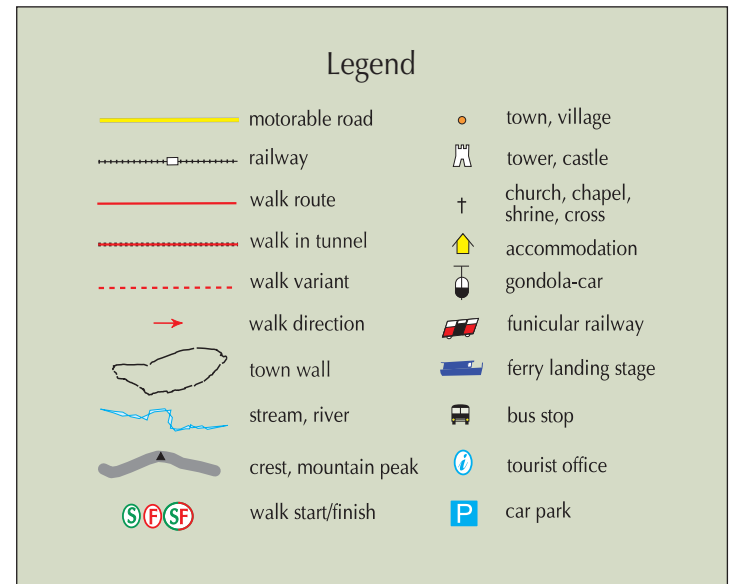 Legend
motorable road
railway
walk route
walk in tunnel
walk variant
walk direction
town wall
stream, river
crest, mountain peak
S F SF
walk start/finish
town, village
tower, castle
church, chapel,
shrine, cross
accommodation
gondola-car
funicular railway
ferry landing stage
bus stop
i
tourist office
P
car park